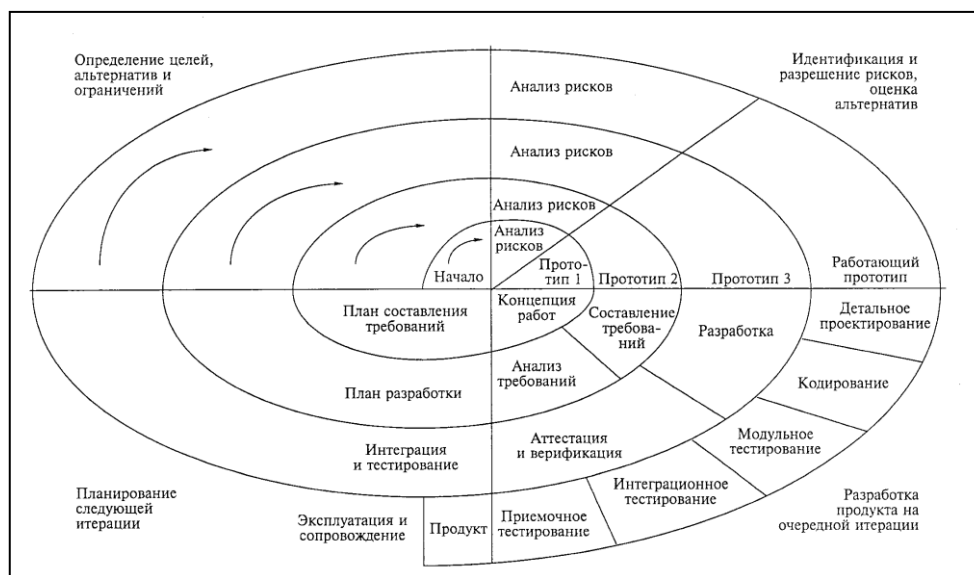 Определение целей,
альтернатив и
ограничений
Идентификация и
разрешение рисков,
оценка
альтернатив
Анализ рисков
Анализ рисков
Анализ рисков
Анализ
рисков
Начало
Прото-
тип 1
Прототип 2
Прототип 3
Работающий
прототип
План составления
требований
Концепция
работ
Составление
требова-
ний
Разработка
Детальное
проектирование
Анализ
требований
План разработки
Кодирование
Интеграция
и тестирование
Аттестация
и верификация
Модульное
тестирование
Интеграционное
тестирование
Планирование
следующей
итерации
Эксплуатация и
сопровождение
Продукт
Приемочное
тестирование
Разработка
продукта на
очередной итерации